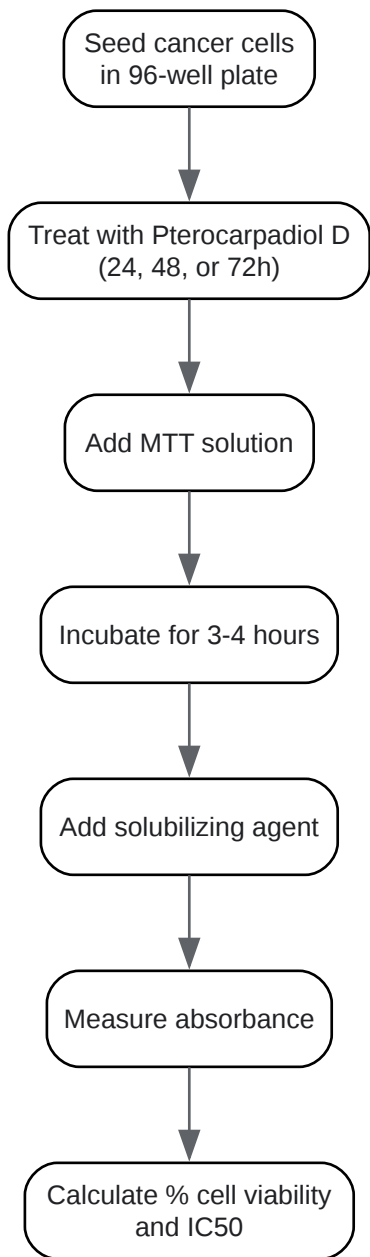 Seed cancer cells
in 96-well plate
Treat with Pterocarpadiol D
(24, 48, or 72h)
Add MTT solution
Incubate for 3-4 hours
Add solubilizing agent
Measure absorbance
Calculate % cell viability
and IC50